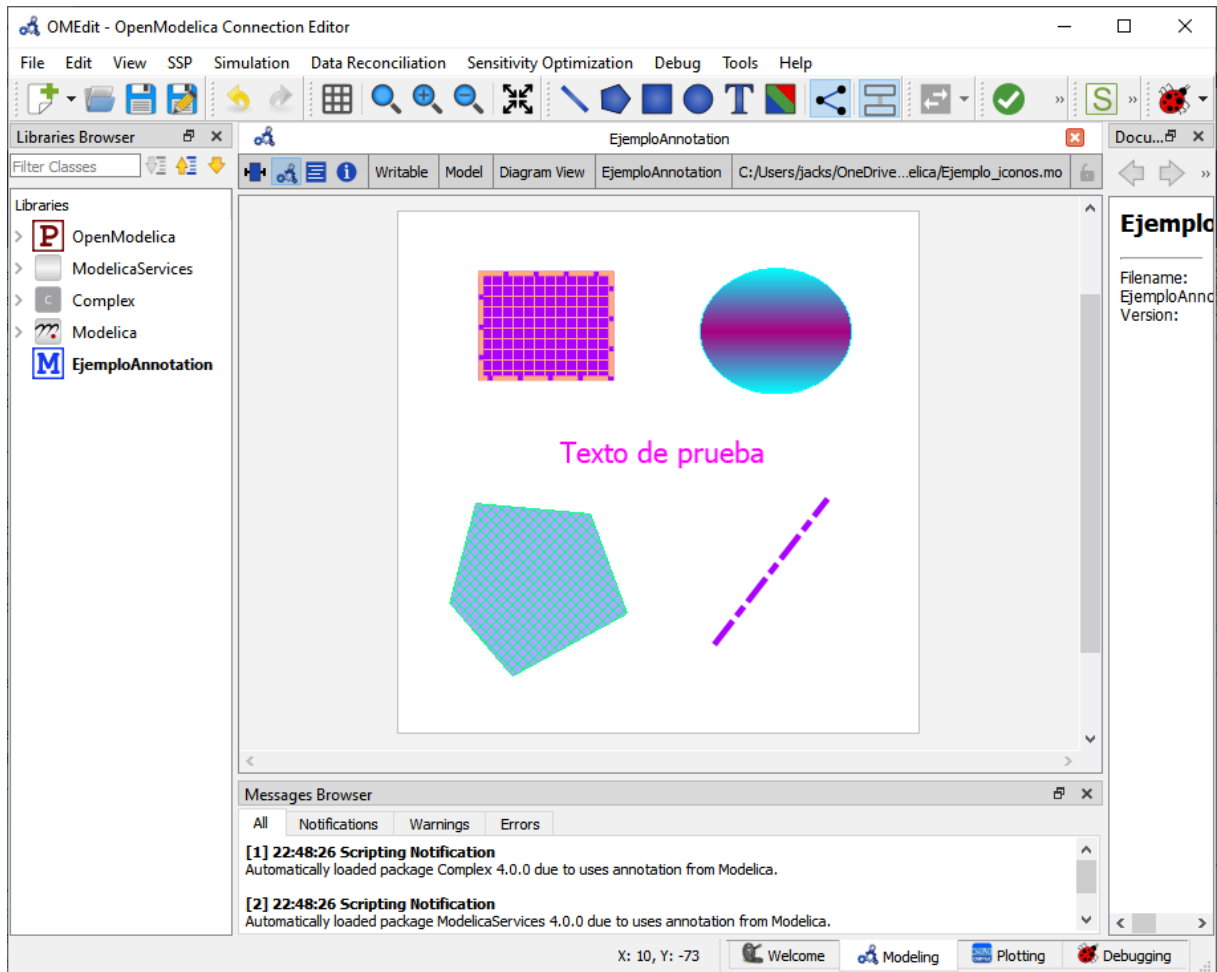 OMEdit - OpenModelica Connection Editor
File Edit View SSP Simulation Data Reconciliation Sensitivity Optimization Debug Tools Help
T S
Libraries Browser
EjemploAnnotation
Docu...
Filter Classes
Writable Model Diagram View EjemploAnnotation C:/Users/jacks/OneDrive...elica/Ejemplo_iconos.mo
Libraries
P OpenModelica
ModelicaServices
C Complex
m Modelica
M EjemploAnnotation
Ejemplo
Filename:
EjemploAnno
Version:
Texto de prueba
Messages Browser
All Notifications Warnings Errors
[1] 22:48:26 Scripting Notification
Automatically loaded package Complex 4.0.0 due to uses annotation from Modelica.
[2] 22:48:26 Scripting Notification
Automatically loaded package ModelicaServices 4.0.0 due to uses annotation from Modelica.
X: 10, Y: -73 Welcome Modeling Plotting Debugging